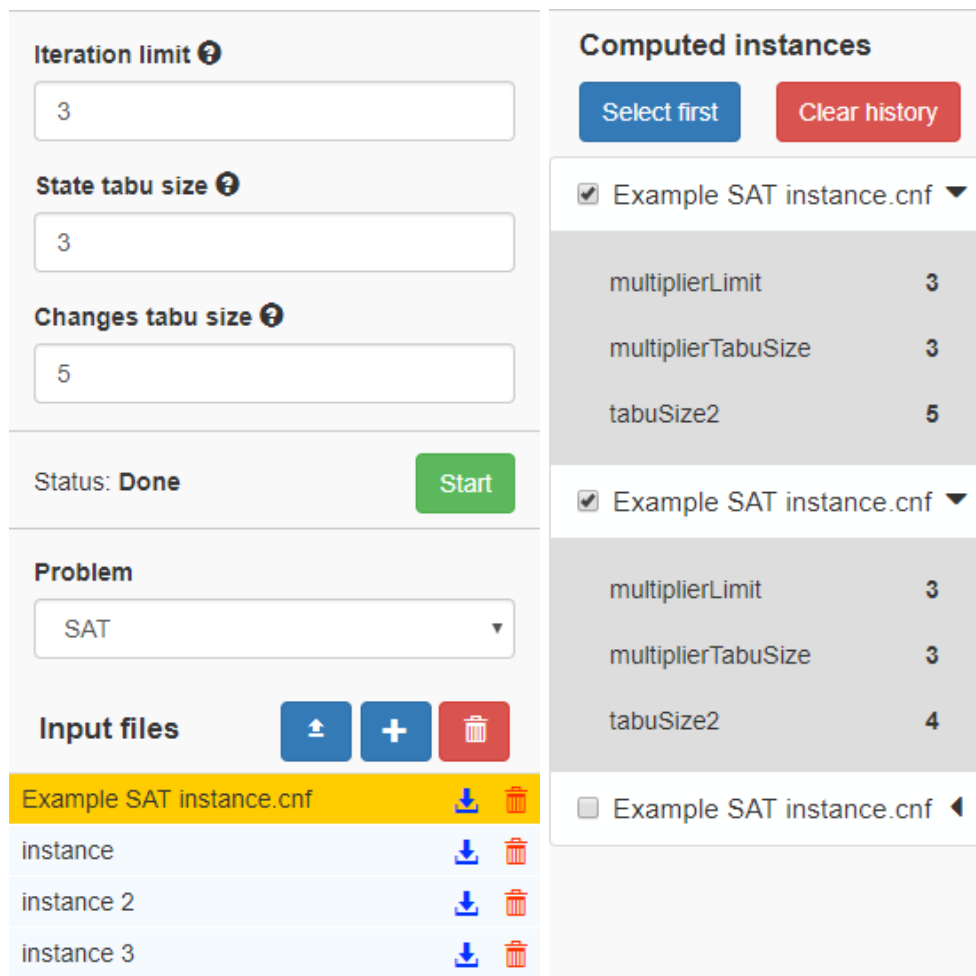 Iteration limit
3
State tabu size
3
Changes tabu size
5
Status: Done
Start
Problem
SAT
Input files
Example SAT instance.cnf
instance
instance 2
instance 3
Computed instances
Select first
Clear history
Example SAT instance.cnf
multiplierLimit 3
multiplierTabuSize 3
tabuSize2 5
Example SAT instance.cnf
multiplierLimit 3
multiplierTabuSize 3
tabuSize2 4
Example SAT instance.cnf